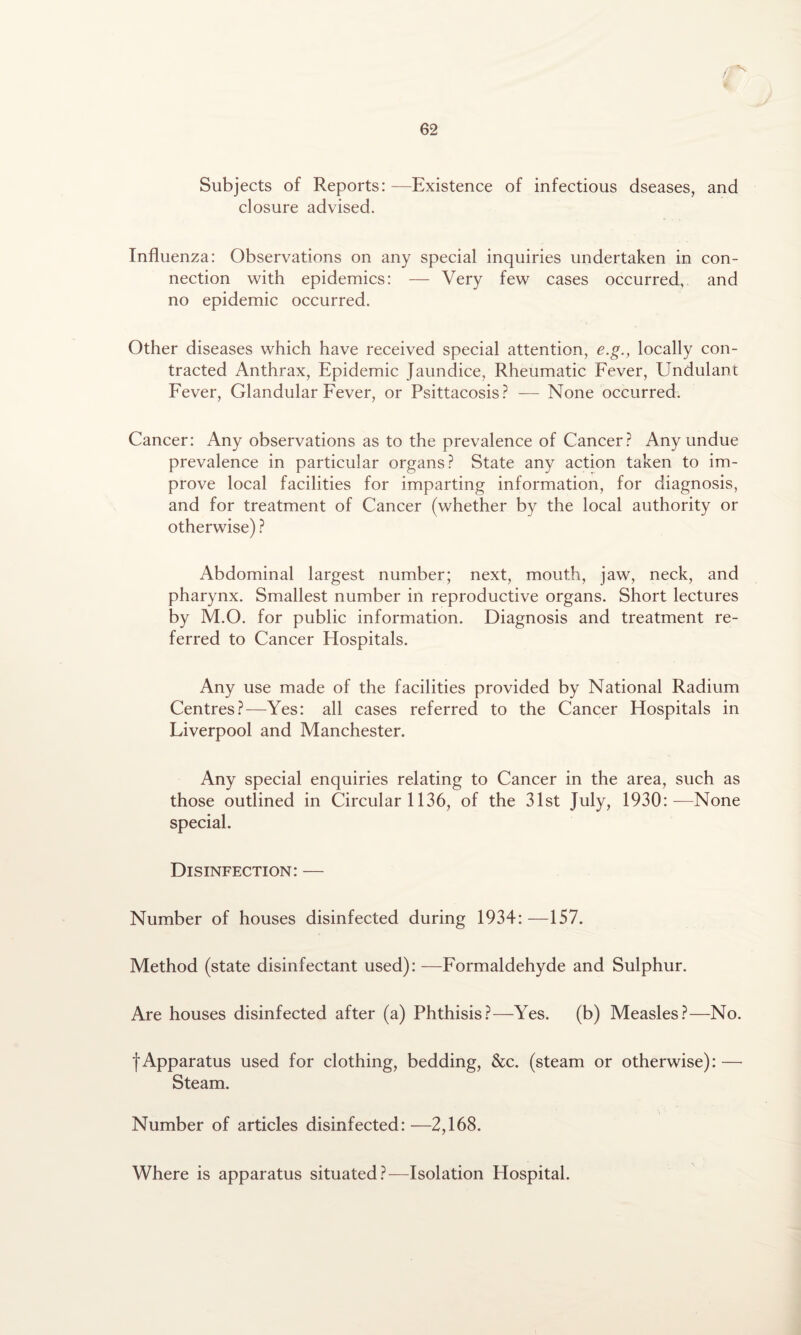 62
Subjects of Reports: —Existence of infectious dseases, and
closure advised.
Influenza: Observations on any special inquiries undertaken in con-
nection with epidemics: — Very few cases occurred, and
no epidemic occurred.
Other diseases which have received special attention, e.g., locally con-
tracted Anthrax, Epidemic Jaundice, Rheumatic Fever, Undulant
Fever, Glandular Fever, or Psittacosis? — None occurred.
Cancer: Any observations as to the prevalence of Cancer? Any undue
prevalence in particular organs? State any action taken to im-
prove local facilities for imparting information, for diagnosis,
and for treatment of Cancer (whether by the local authority or
otherwise)?
Abdominal largest number; next, mouth, jaw, neck, and
pharynx. Smallest number in reproductive organs. Short lectures
by M.O. for public information. Diagnosis and treatment re-
ferred to Cancer Hospitals.
Any use made of the facilities provided by National Radium
Centres?—Yes: all cases referred to the Cancer Hospitals in
Liverpool and Manchester.
Any special enquiries relating to Cancer in the area, such as
those outlined in Circular 1136, of the 31st July, 1930: —None
special.
Disinfection: —
Number of houses disinfected during 1934: —157.
Method (state disinfectant used): —Formaldehyde and Sulphur.
Are houses disinfected after (a) Phthisis?—Yes. (b) Measles?—No.
†Apparatus used for clothing, bedding, &c. (steam or otherwise): —
Steam.
Number of articles disinfected: —2,168.
Where is apparatus situated?—Isolation Hospital.